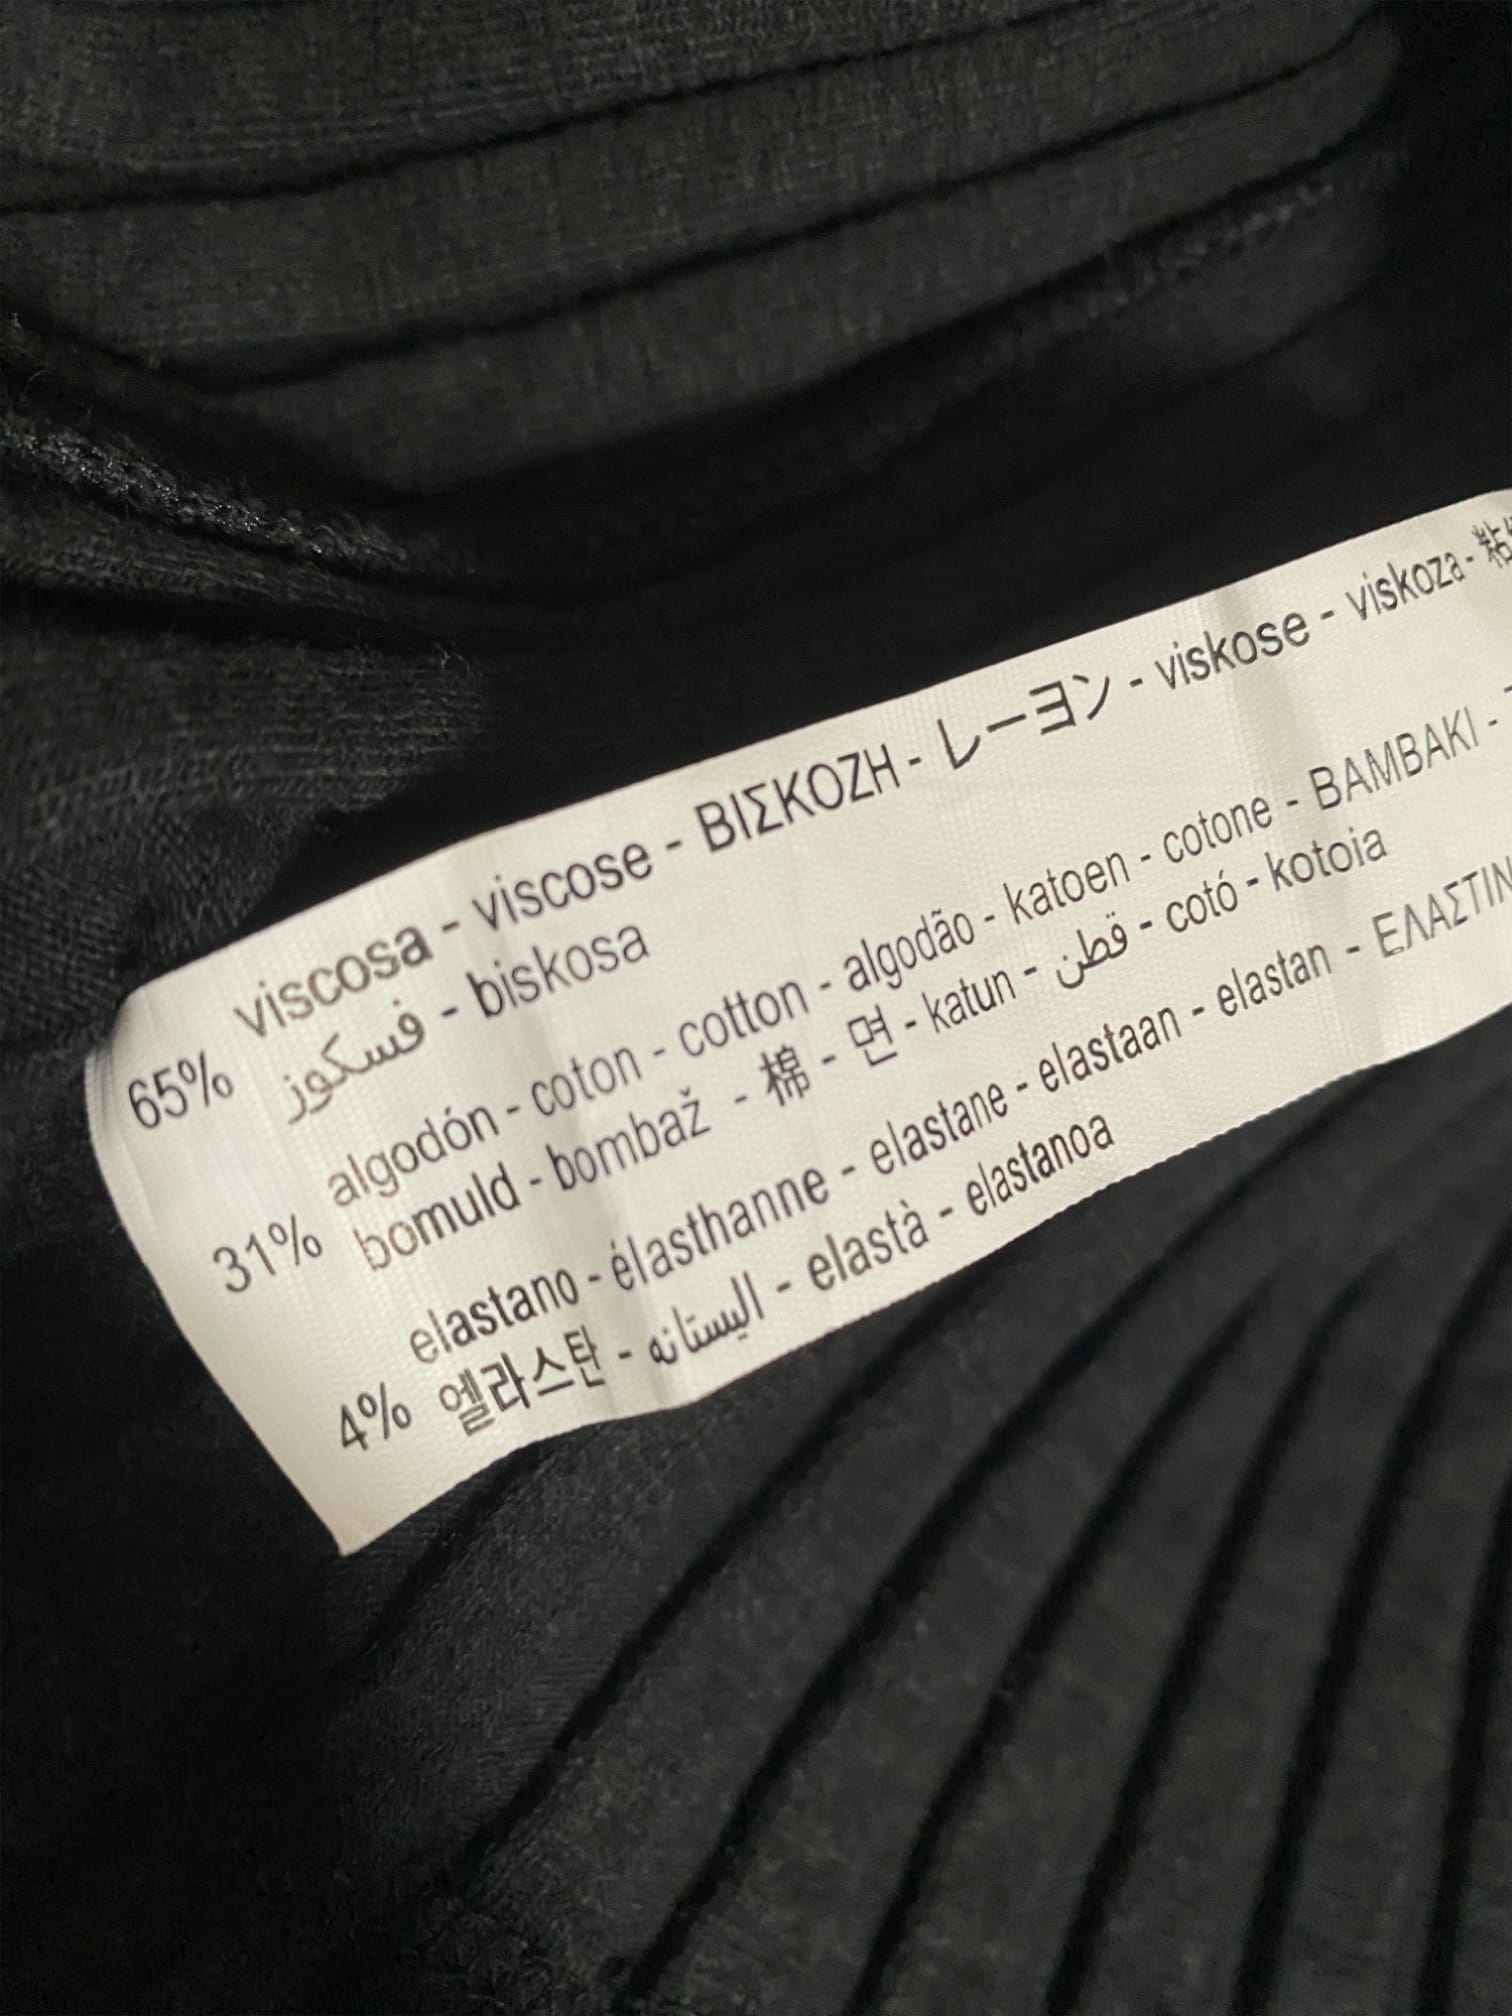 65% viscosa - viscose - ΒΙΣΚΟΖΗ - レーヨン - viskose - viskoza - 粘
فسكوز - biskosa
31% algodón - coton - cotton - algodão - katoen - cotone - BAMBAKI -
bomuld - bombaž - 棉 - 면 - katun - قطن - cotó - kotoia
4% elastano - élasthanne - elastane - elastaan - elastan - ΕΛΑΣΤΙΝ
엘라스탄 - اليستانه - elastà - elastanoa